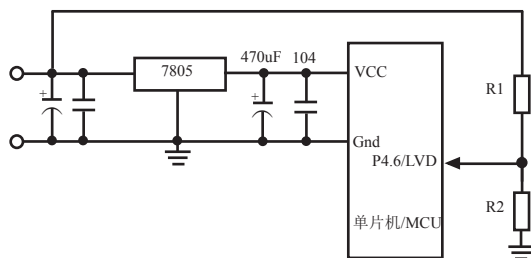 7805
470uF
104
VCC
Gnd
P4.6/LVD
单片机/MCU
R1
R2
+
+